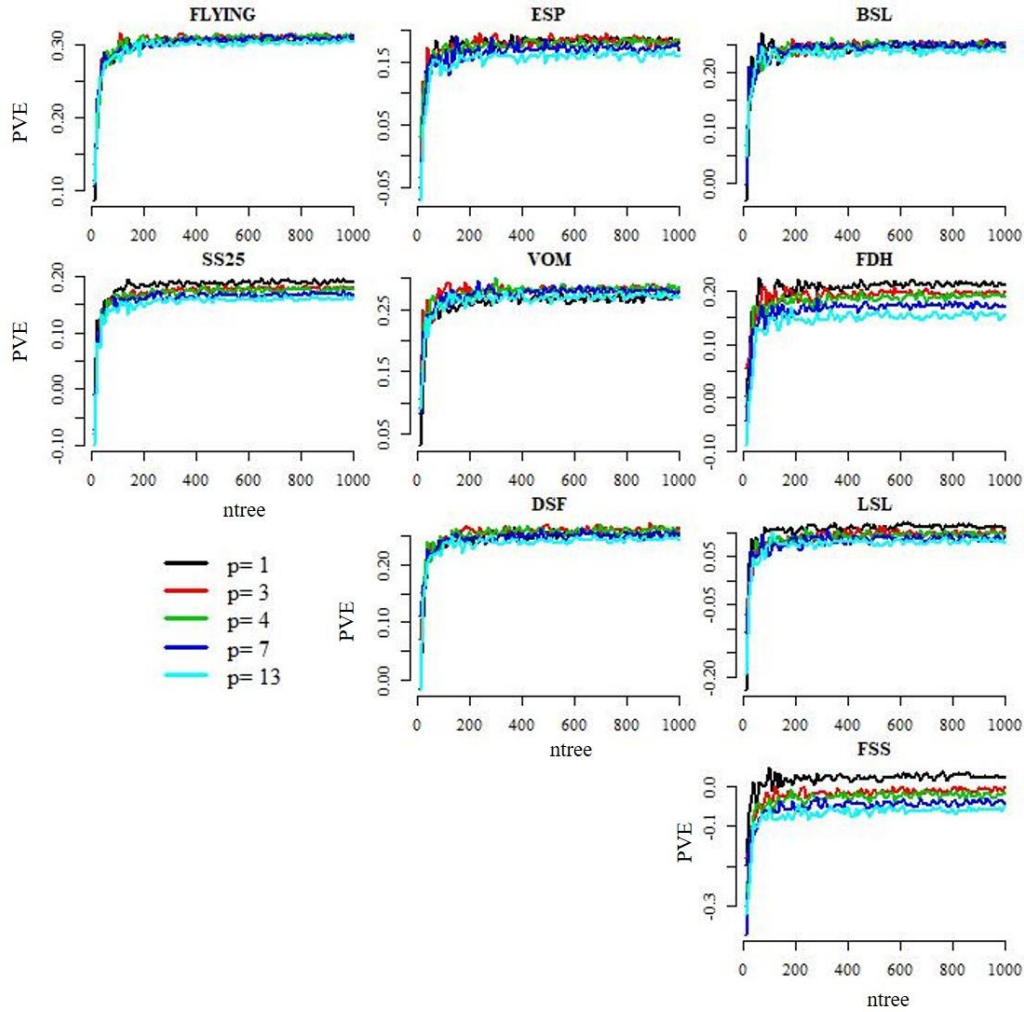 FLYING ESP BSL
PVE
0.10 0.20 0.30
0 200 400 600 800 1000
-0.05 0.05 0.15
0 200 400 600 800 1000
0.00 0.10 0.20
0 200 400 600 800 1000
SS25 VOM FDH
PVE
-0.10 0.00 0.10 0.20
0 200 400 600 800 1000
0.05 0.15 0.25
0 200 400 600 800 1000
-0.10 0.00 0.10 0.20
0 200 400 600 800 1000
ntree
DSF LSL
p= 1
p= 3
p= 4
p= 7
p= 13
PVE
0.00 0.10 0.20
0 200 400 600 800 1000
ntree
-0.20 -0.05 0.05
0 200 400 600 800 1000
FSS
PVE
-0.3 -0.1 0.0
0 200 400 600 800 1000
ntree